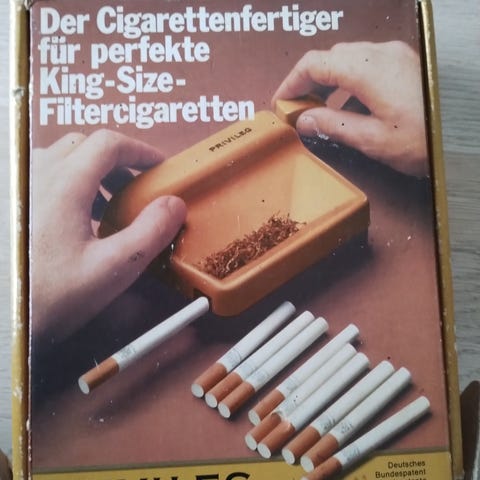 Der Cigarettenfertiger
für perfekte
King-Size-
Filtercigaretten
PRIVILEG
Deutsches
Bundespatent